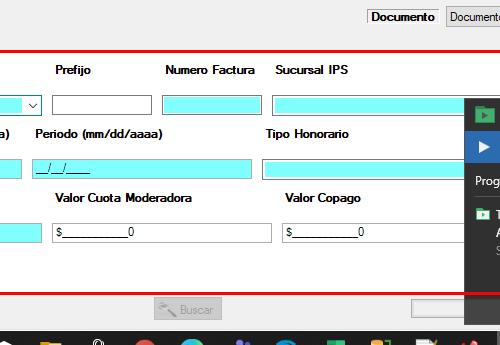 Documento Documento
Prefijo Numero Factura Sucursal IPS
a) Periodo (mm/dd/aaaa) Tipo Honorario
__/__/____
Prog
Valor Cuota Moderadora Valor Copago
$__________0 $__________0
Buscar